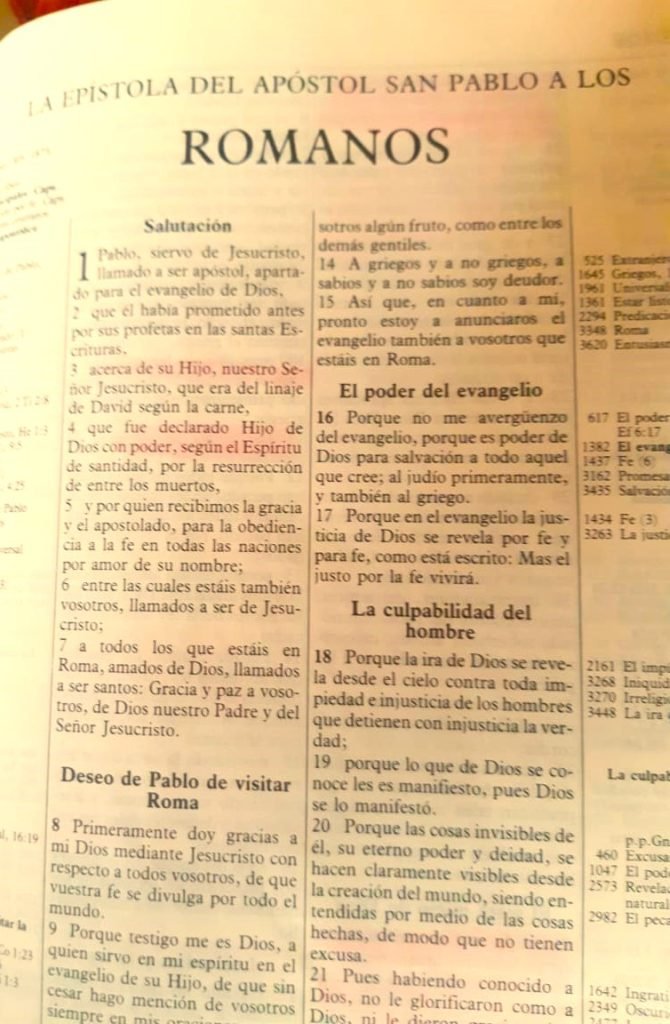 LA EPISTOLA DEL APÓSTOL SAN PABLO A LOS
ROMANOS
Salutación
1 Pablo, siervo de Jesucristo,
llamado a ser apóstol, aparta-
do para el evangelio de Dios,
2 que él había prometido antes
por sus profetas en las santas Es-
crituras,
3 acerca de su Hijo, nuestro Se-
ñor Jesucristo, que era del linaje
de David según la carne,
4 que fue declarado Hijo de
Dios con poder, según el Espíritu
de santidad, por la resurrección
de entre los muertos,
5 y por quien recibimos la gracia
y el apostolado, para la obedien-
cia a la fe en todas las naciones
por amor de su nombre;
6 entre las cuales estáis también
vosotros, llamados a ser de Jesu-
cristo;
7 a todos los que estáis en
Roma, amados de Dios, llamados
a ser santos: Gracia y paz a voso-
tros, de Dios nuestro Padre y del
Señor Jesucristo.
Deseo de Pablo de visitar
Roma
8 Primeramente doy gracias a
mi Dios mediante Jesucristo con
respecto a todos vosotros, de que
vuestra fe se divulga por todo el
mundo.
9 Porque testigo me es Dios, a
quien sirvo en mi espíritu en el
evangelio de su Hijo, de que sin
cesar hago mención de vosotros
siempre en mis
sotros algún fruto, como entre los
demás gentiles.
14 A griegos y a no griegos, a
sabios y a no sabios soy deudor.
15 Así que, en cuanto a mí,
pronto estoy a anunciaros el
evangelio también a vosotros que
estáis en Roma.
El poder del evangelio
16 Porque no me avergüenzo
del evangelio, porque es poder de
Dios para salvación a todo aquel
que cree; al judío primeramente,
y también al griego.
17 Porque en el evangelio la jus-
ticia de Dios se revela por fe y
para fe, como está escrito: Mas el
justo por la fe vivirá.
La culpabilidad del
hombre
18 Porque la ira de Dios se reve-
la desde el cielo contra toda im-
piedad e injusticia de los hombres
que detienen con injusticia la ver-
dad;
19 porque lo que de Dios se co-
noce les es manifiesto, pues Dios
se lo manifestó.
20 Porque las cosas invisibles de
él, su eterno poder y deidad, se
hacen claramente visibles desde
la creación del mundo, siendo en-
tendidas por medio de las cosas
hechas, de modo que no tienen
excusa.
21 Pues habiendo conocido a
Dios, no le glorificaron como a
Dios, ni le dieron
525 Extranjer
1645 Griegos,
1961 Universal
1361 Estar list
2294 Predicaci
3348 Roma
3620 Entusiasm
617 El poder
Ef 6:17
1382 El evang
1437 Fe (6)
3162 Promesa
3435 Salvació
1434 Fe (3)
3263 La justi
2161 El impí
3268 Iniquid
3270 Irreligi
3448 La ira
La culpab
p.p.Gn
460 Excusa
1047 El pod
2573 Revela
natural
2982 El peca
1642 Ingrati
2349 Oscur